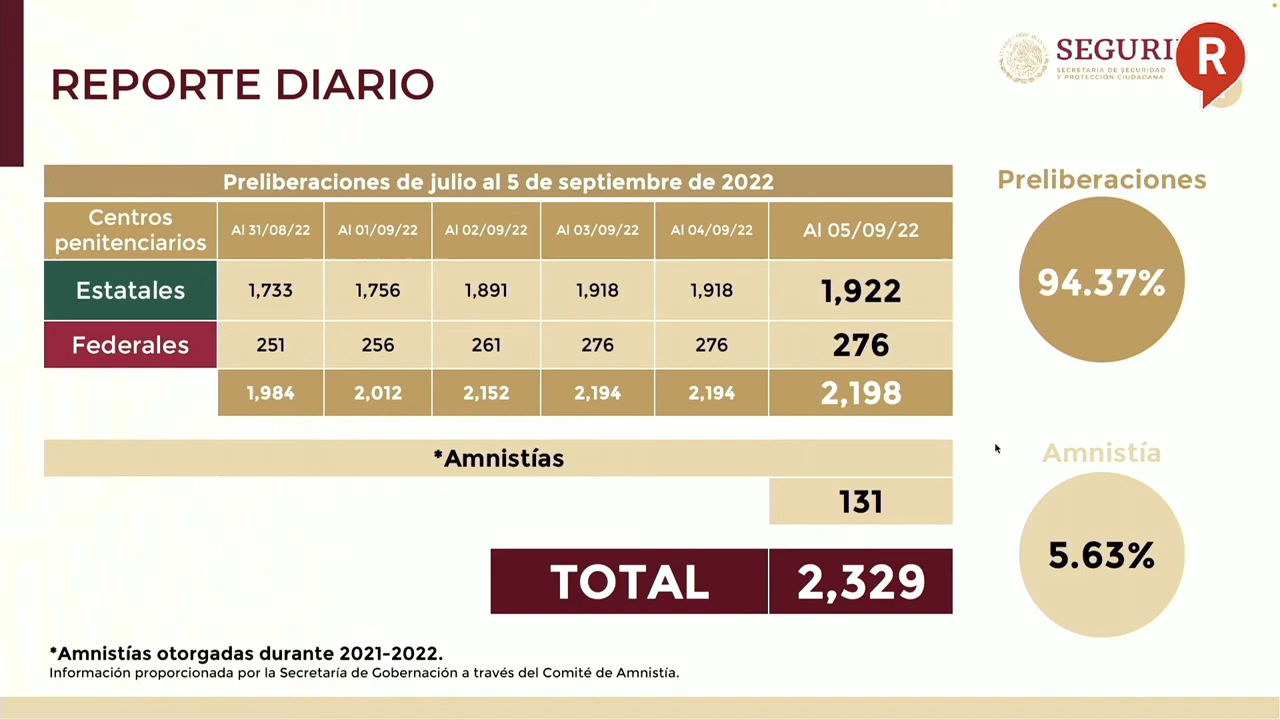 REPORTE DIARIO
SEGURI
SECRETARÍA DE SEGURIDAD
Y PROTECCIÓN CIUDADANA
R
Preliberaciones de julio al 5 de septiembre de 2022
Centros penitenciarios Al 31/08/22 Al 01/09/22 Al 02/09/22 Al 03/09/22 Al 04/09/22 Al 05/09/22
Estatales 1,733 1,756 1,891 1,918 1,918 1,922
Federales 251 256 261 276 276 276
1,984 2,012 2,152 2,194 2,194 2,198
*Amnistías
131
TOTAL 2,329
Preliberaciones
94.37%
Amnistía
5.63%
*Amnistías otorgadas durante 2021-2022.
Información proporcionada por la Secretaría de Gobernación a través del Comité de Amnistía.